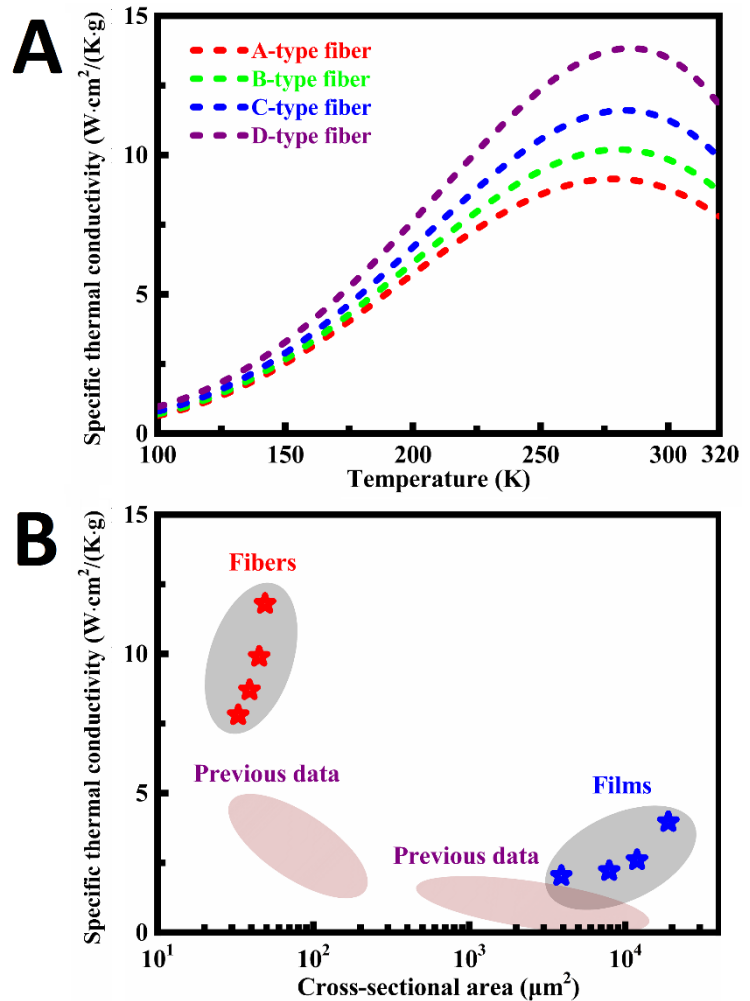 A
Specific thermal conductivity (W·cm²/(K·g)
15
10
5
0
A-type fiber
B-type fiber
C-type fiber
D-type fiber
100 150 200 250 300 320
Temperature (K)
B
Specific thermal conductivity (W·cm²/(K·g)
15
10
5
0
Fibers
Previous data
Films
Previous data
10¹ 10² 10³ 10⁴
Cross-sectional area (μm²)